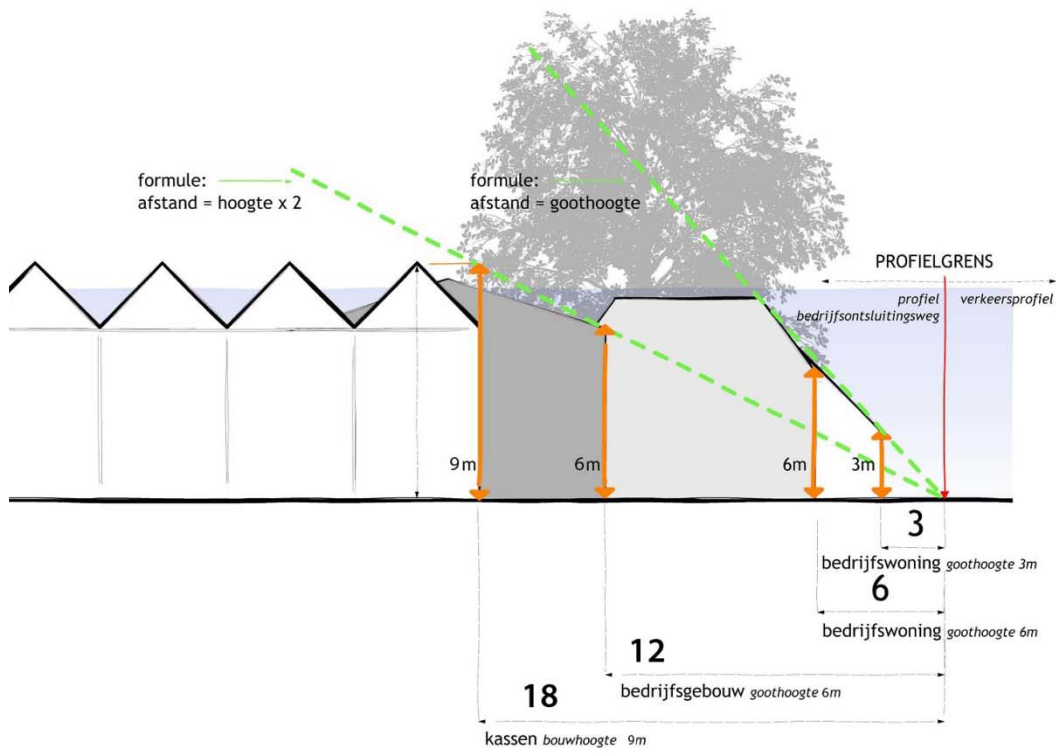 formule:
afstand = hoogte x 2
formule:
afstand = goothoogte
PROFIELGRENS
profiel
bedrijfsontsluitingsweg
verkeersprofiel
9m
6m
6m
3m
3
bedrijfswoning goothoogte 3m
6
bedrijfswoning goothoogte 6m
12
bedrijfsgebouw goothoogte 6m
18
kassen bouwhoogte 9m